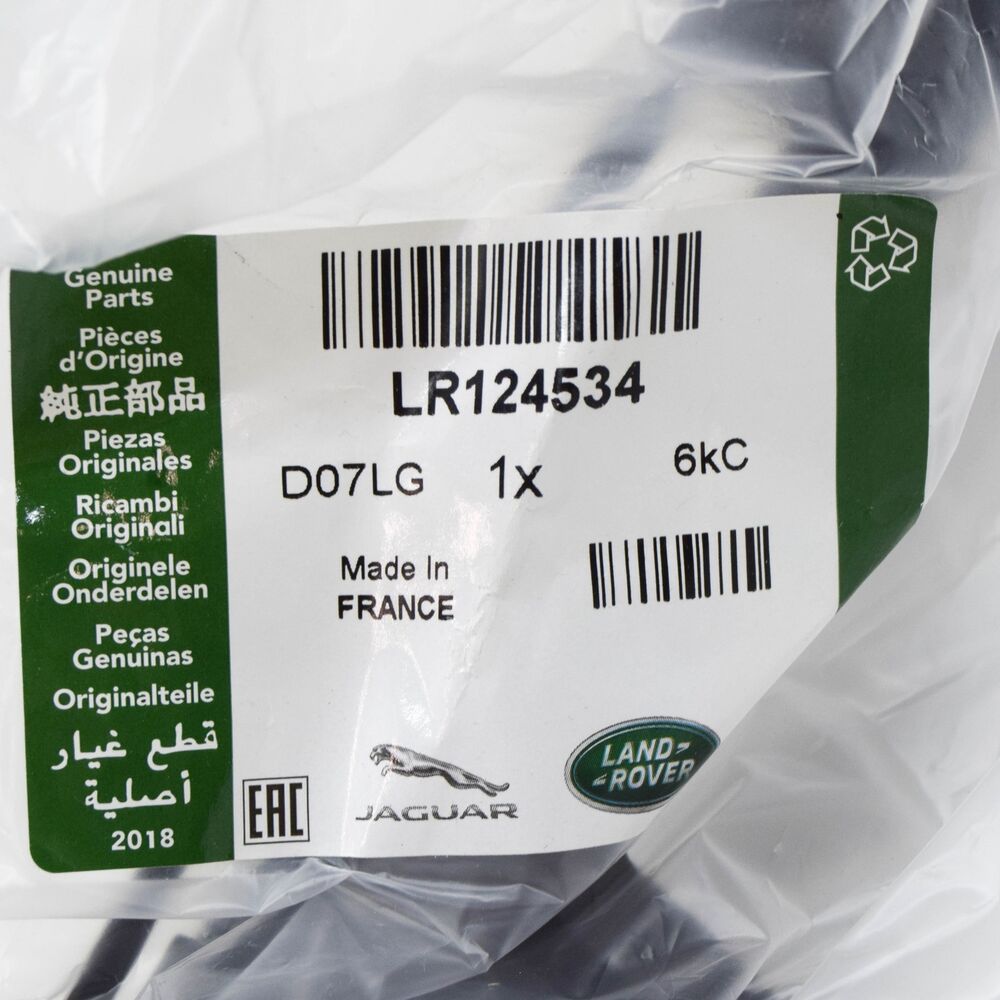 Genuine
Parts
Pièces
d'Origine
純正部品
Piezas
Originales
Ricambi
Originali
Originele
Onderdelen
Peças
Genuinas
Originalteile
قطع غيار
أصلية
2018
LR124534
D07LG 1x 6kC
Made In
FRANCE
EAC
JAGUAR
LAND-
-ROVER